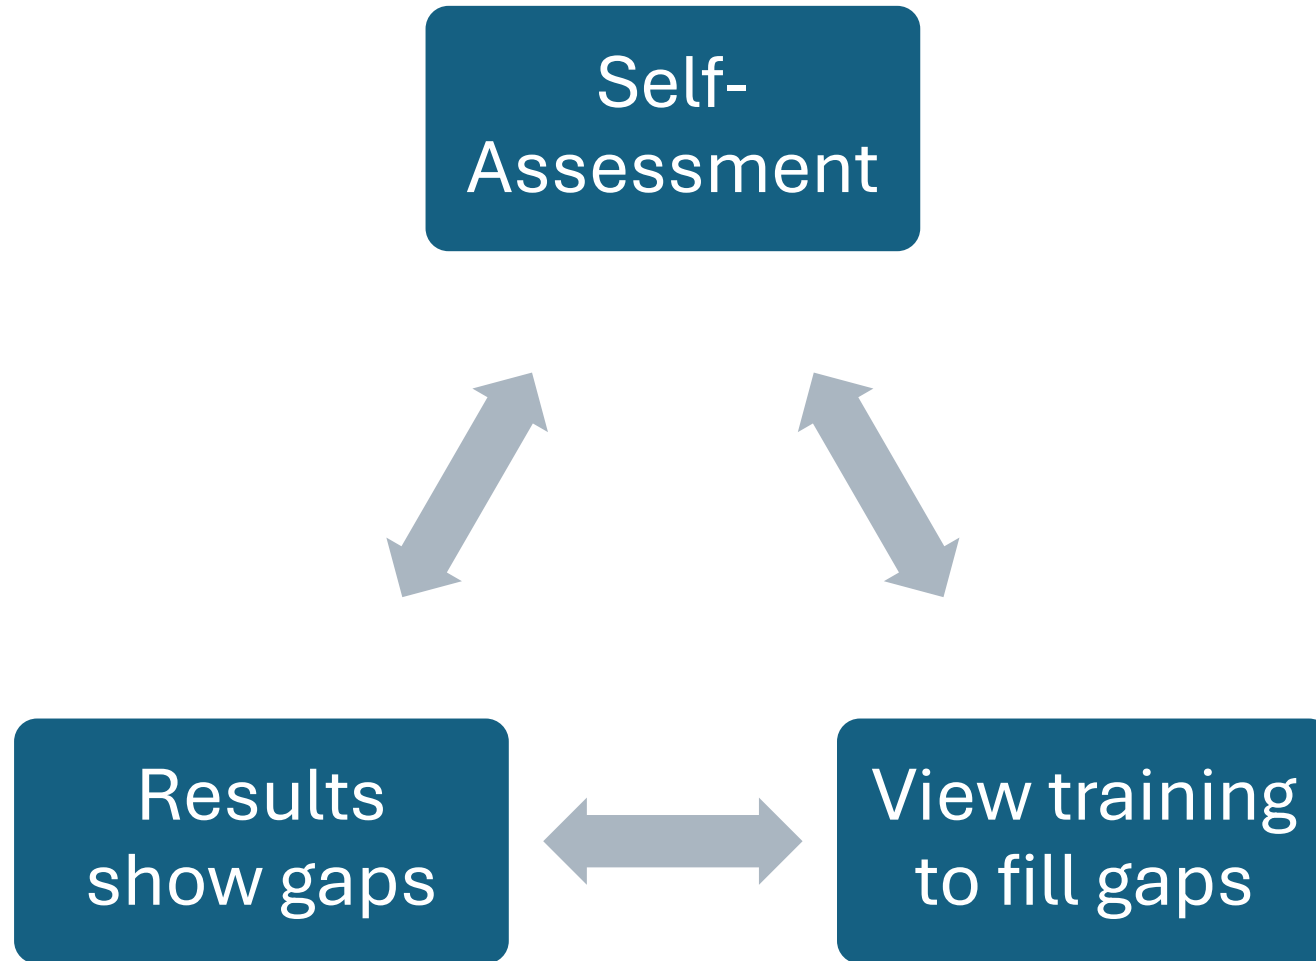 Self-
Assessment
Results
show gaps
View training
to fill gaps